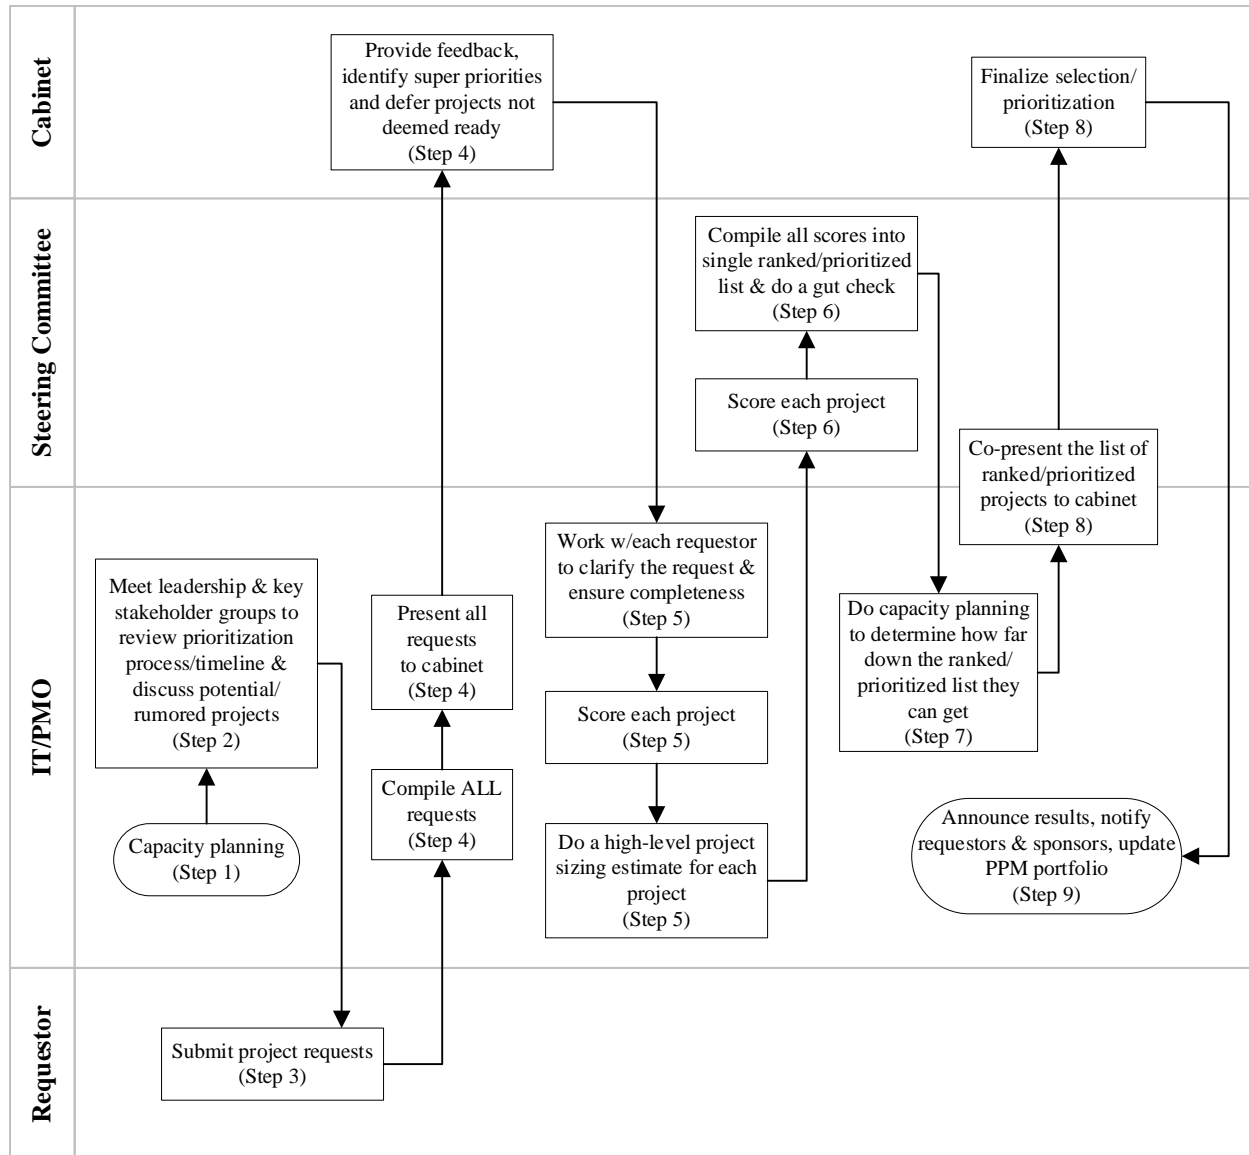 Cabinet
Provide feedback,
identify super priorities
and defer projects not
deemed ready
(Step 4)
Finalize selection/
prioritization
(Step 8)
Steering Committee
Compile all scores into
single ranked/prioritized
list & do a gut check
(Step 6)
Score each project
(Step 6)
Co-present the list of
ranked/prioritized
projects to cabinet
(Step 8)
IT/PMO
Meet leadership & key
stakeholder groups to
review prioritization
process/timeline &
discuss potential/
rumored projects
(Step 2)
Capacity planning
(Step 1)
Present all
requests
to cabinet
(Step 4)
Compile ALL
requests
(Step 4)
Work w/each requestor
to clarify the request &
ensure completeness
(Step 5)
Score each project
(Step 5)
Do a high-level project
sizing estimate for each
project
(Step 5)
Do capacity planning
to determine how far
down the ranked/
prioritized list they
can get
(Step 7)
Announce results, notify
requestors & sponsors, update
PPM portfolio
(Step 9)
Requestor
Submit project requests
(Step 3)